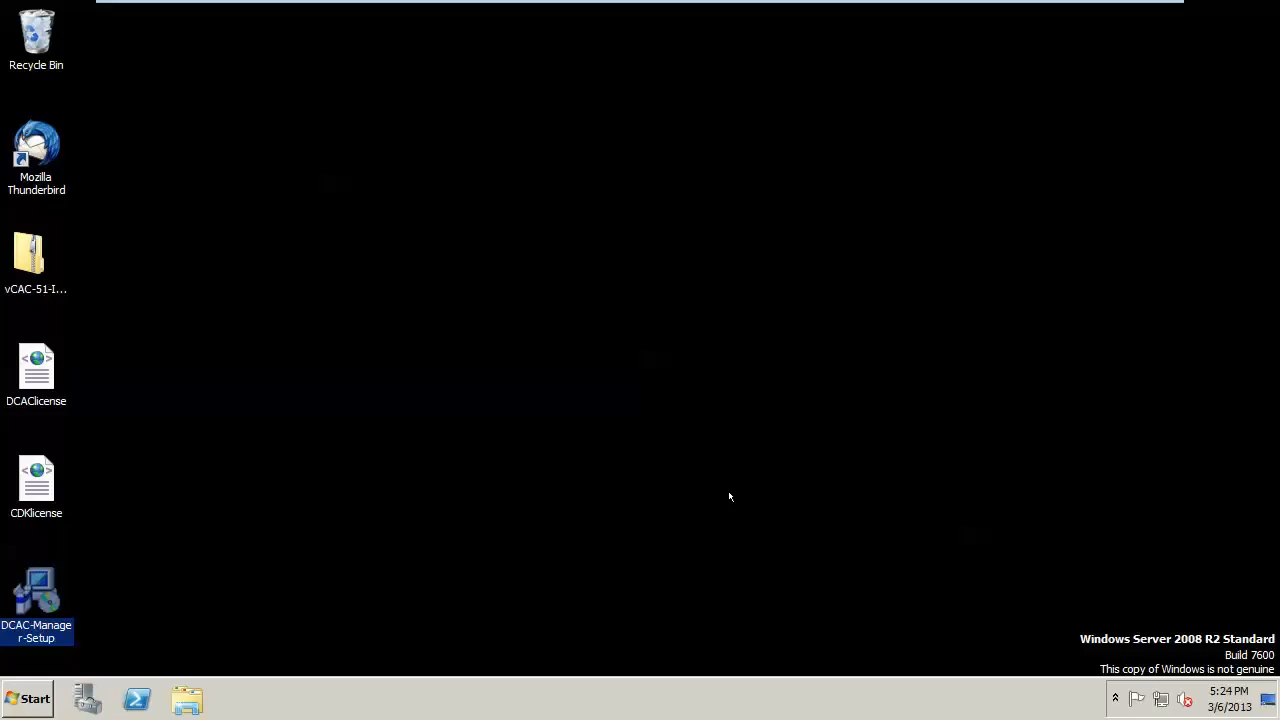 Recycle Bin
Mozilla
Thunderbird
vCAC-51-I...
DCAClicense
CDKlicense
DCAC-Manage
r-Setup
Windows Server 2008 R2 Standard
Build 7600
This copy of Windows is not genuine
Start
5:24 PM
3/6/2013